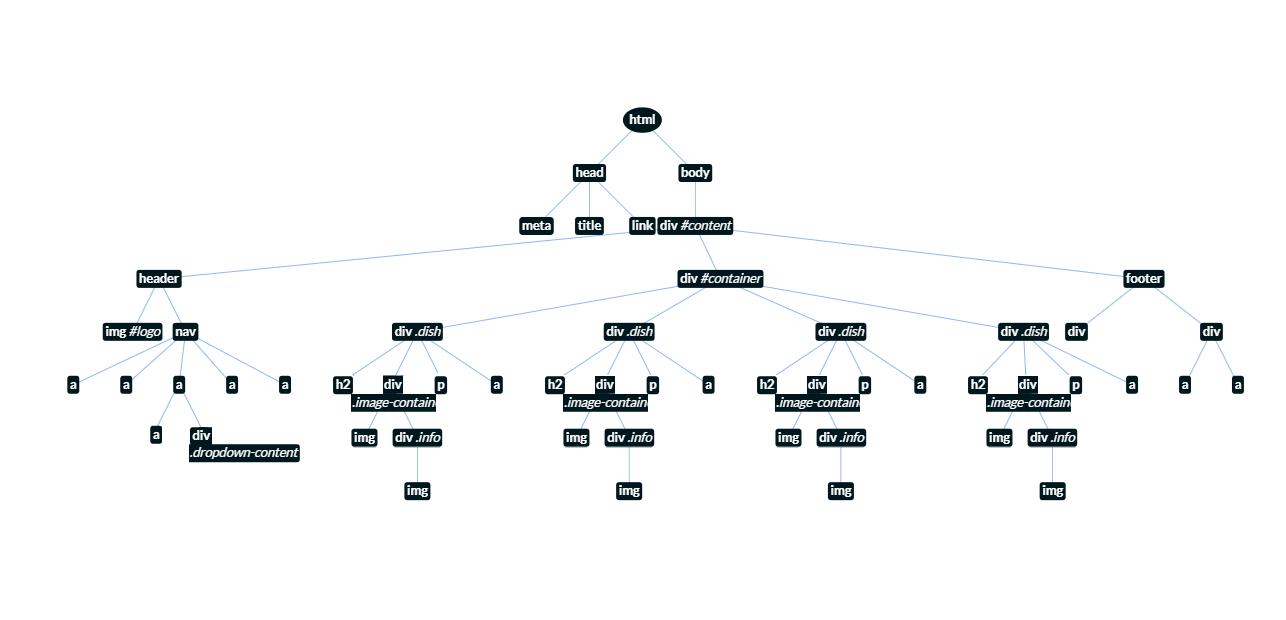 html
head
body
meta
title
link
div #content
header
div #container
footer
img #logo
nav
div .dish
div .dish
div .dish
div .dish
div
div
a
a
a
a
a
h2
div
.image-contain
p
a
h2
div
.image-contain
p
a
h2
div
.image-contain
p
a
h2
div
.image-contain
p
a
a
a
a
div
.dropdown-content
img
div .info
img
div .info
img
div .info
img
div .info
img
img
img
img